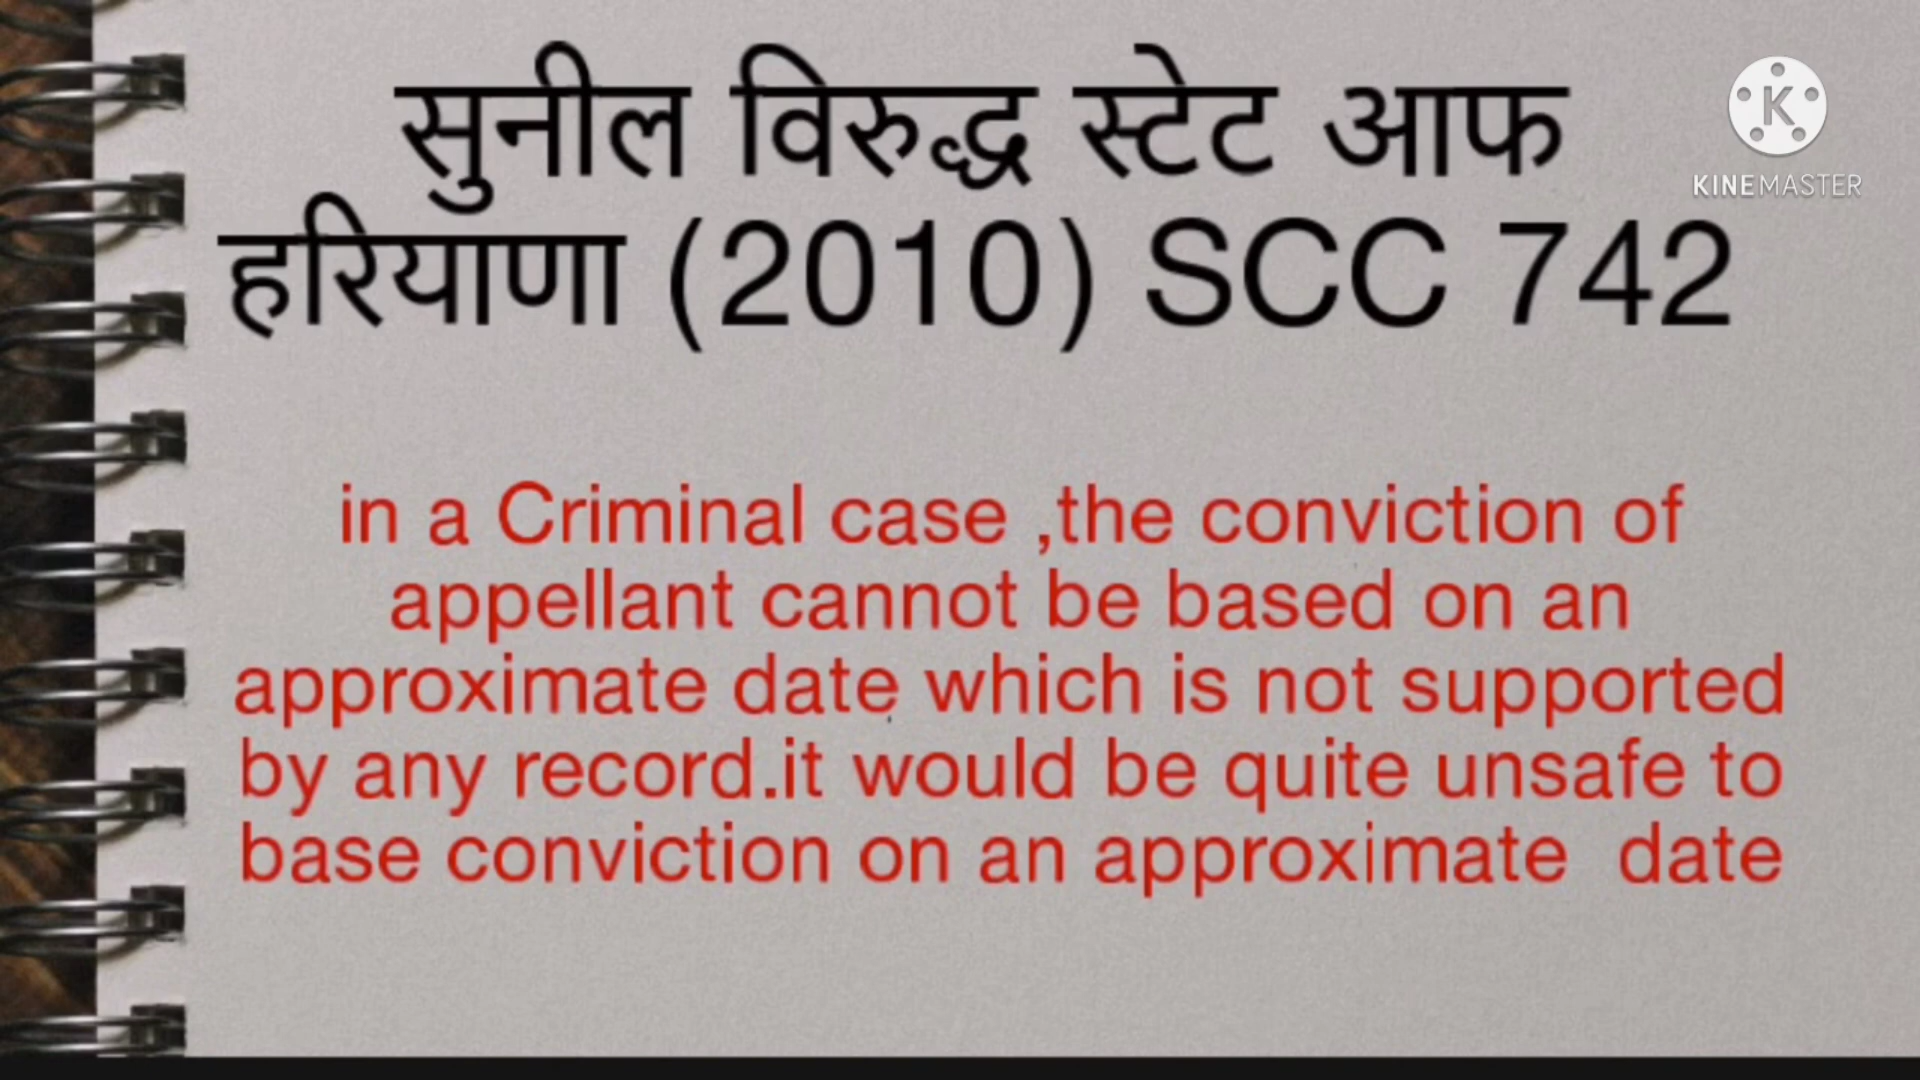 सुनील विरुद्ध स्टेट आफ
हरियाणा (2010) SCC 742
KINEMASTER
in a Criminal case ,the conviction of
appellant cannot be based on an
approximate date which is not supported
by any record.it would be quite unsafe to
base conviction on an approximate  date